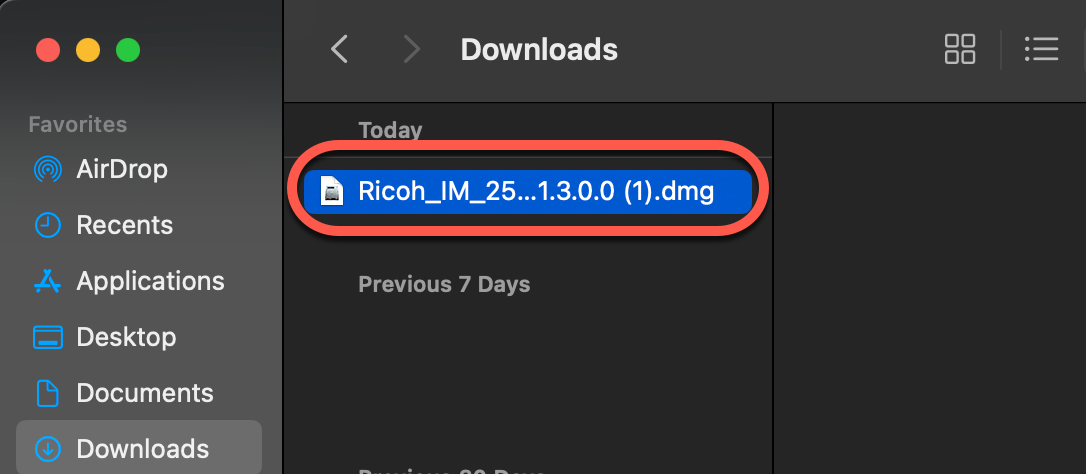 Downloads
Favorites
AirDrop
Recents
Applications
Desktop
Documents
Downloads
Today
Ricoh_IM_25...1.3.0.0 (1).dmg
Previous 7 Days